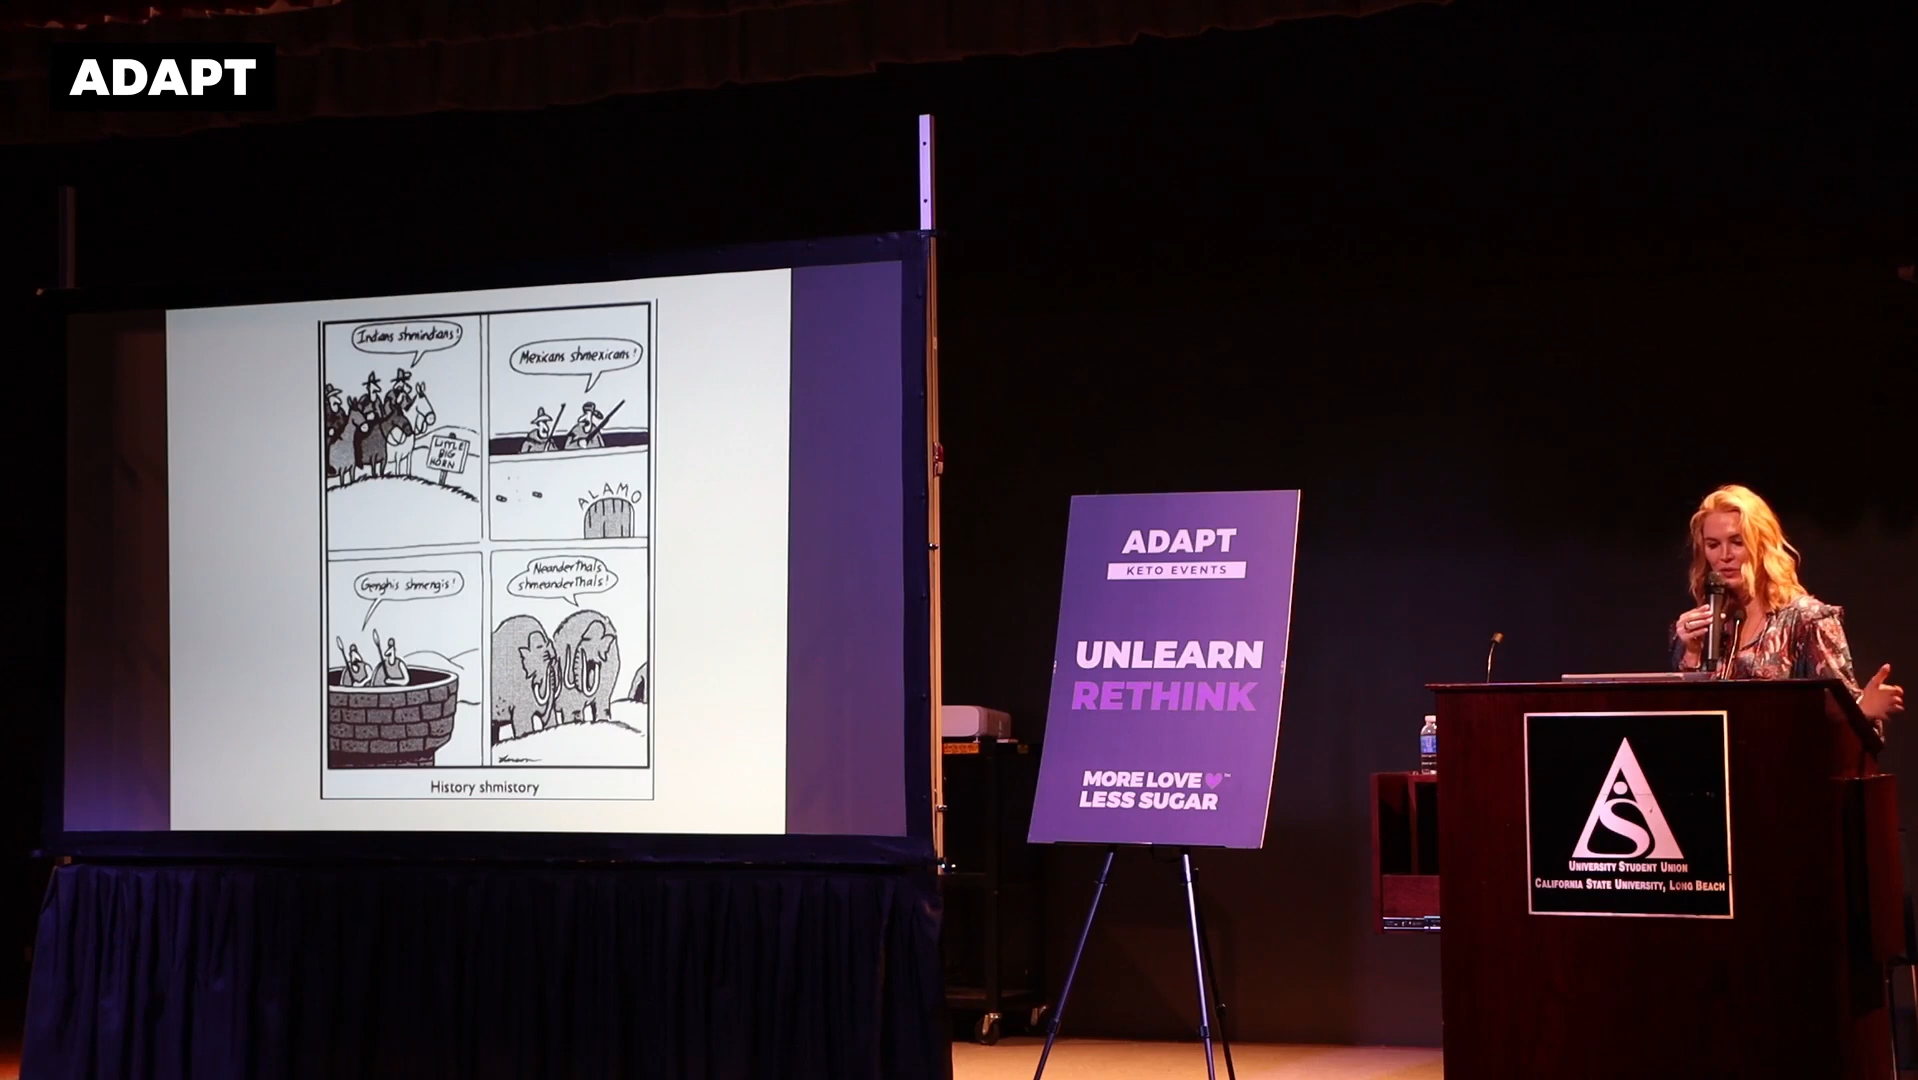 ADAPT
Indians shmindians!
Mexicans shmexicans!
LITTLE
BIG
HORN
ALAMO
Genghis shmengis!
Neanderthals
shmeanderthals!
Larson
History shmistory
ADAPT
KETO EVENTS
UNLEARN
RETHINK
MORE LOVE
LESS SUGAR
UNIVERSITY STUDENT UNION
CALIFORNIA STATE UNIVERSITY, LONG BEACH